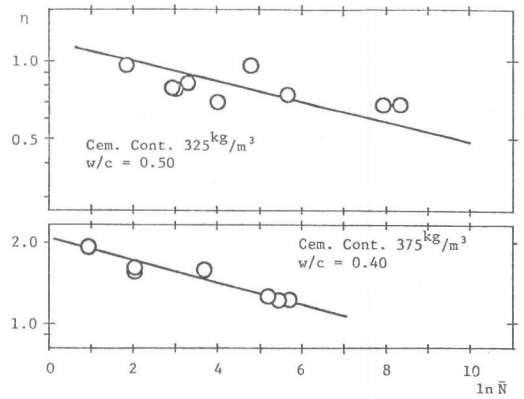 η
1.0
0.5
Cem. Cont. 325kg/m³
w/c = 0.50
2.0
Cem. Cont. 375kg/m³
w/c = 0.40
1.0
0 2 4 6 8 10
ln N̄